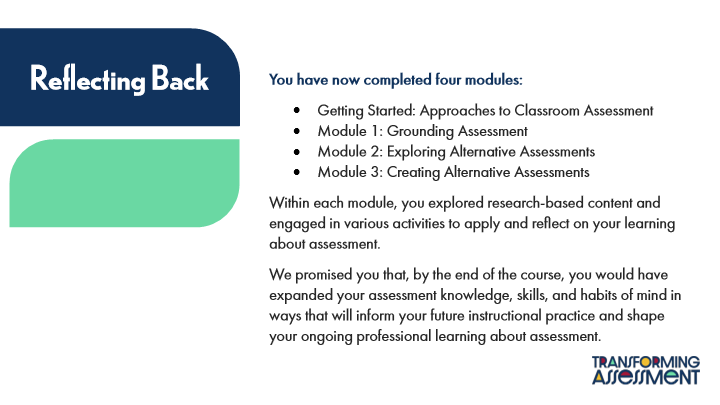 Reflecting Back
You have now completed four modules:
• Getting Started: Approaches to Classroom Assessment
• Module 1: Grounding Assessment
• Module 2: Exploring Alternative Assessments
• Module 3: Creating Alternative Assessments
Within each module, you explored research-based content and
engaged in various activities to apply and reflect on your learning
about assessment.
We promised you that, by the end of the course, you would have
expanded your assessment knowledge, skills, and habits of mind in
ways that will inform your future instructional practice and shape
your ongoing professional learning about assessment.
TRANSFORMING
ASSESSMENT